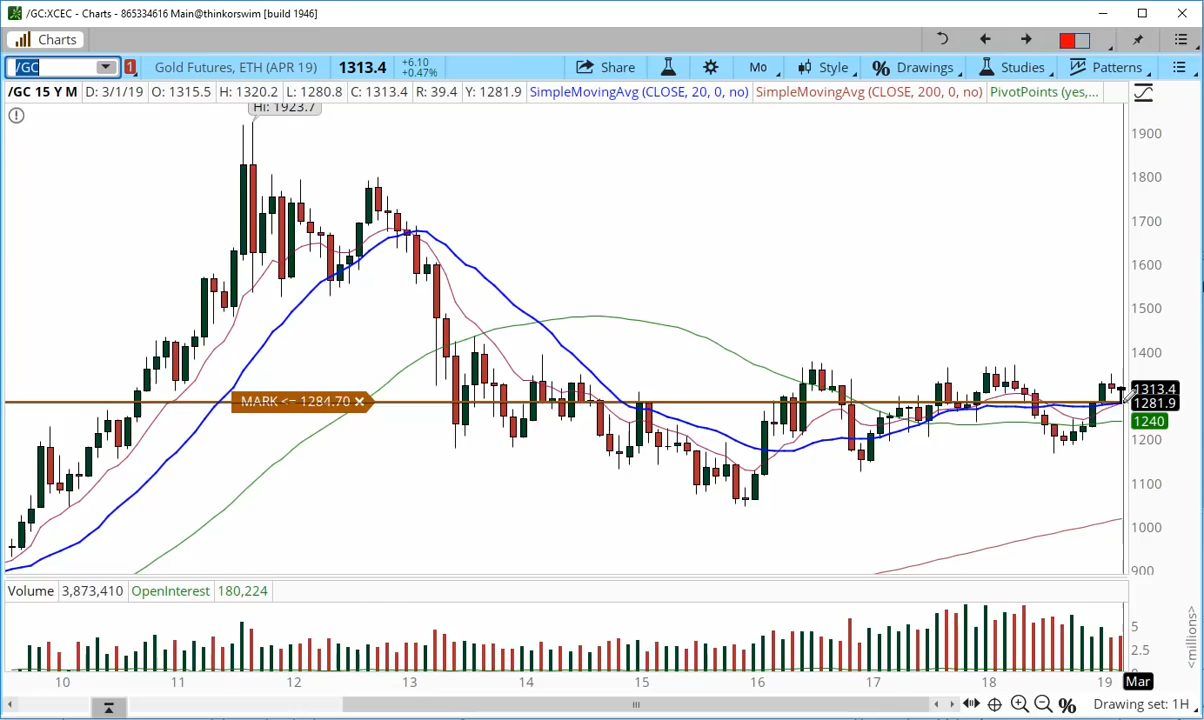 /GC:XCEC - Charts - 865334616 Main@thinkorswim [build 1946]
Charts
/GC 1 Gold Futures, ETH (APR 19) 1313.4 +6.10 +0.47% Share Mo Style % Drawings Studies Patterns
/GC 15 Y M D: 3/1/19 O: 1315.5 H: 1320.2 L: 1280.8 C: 1313.4 R: 39.4 Y: 1281.9 SimpleMovingAvg (CLOSE, 20, 0, no) SimpleMovingAvg (CLOSE, 200, 0, no) PivotPoints (yes,...
Hi: 1923.7
1900
1800
1700
1600
1500
1400
1313.4
MARK <= 1284.70 ×
1281.9
1240
1200
1100
1000
900
Volume 3,873,410 OpenInterest 180,224
5
2.5
0
<millions>
10 11 12 13 14 15 16 17 18 19 Mar
% Drawing set: 1H